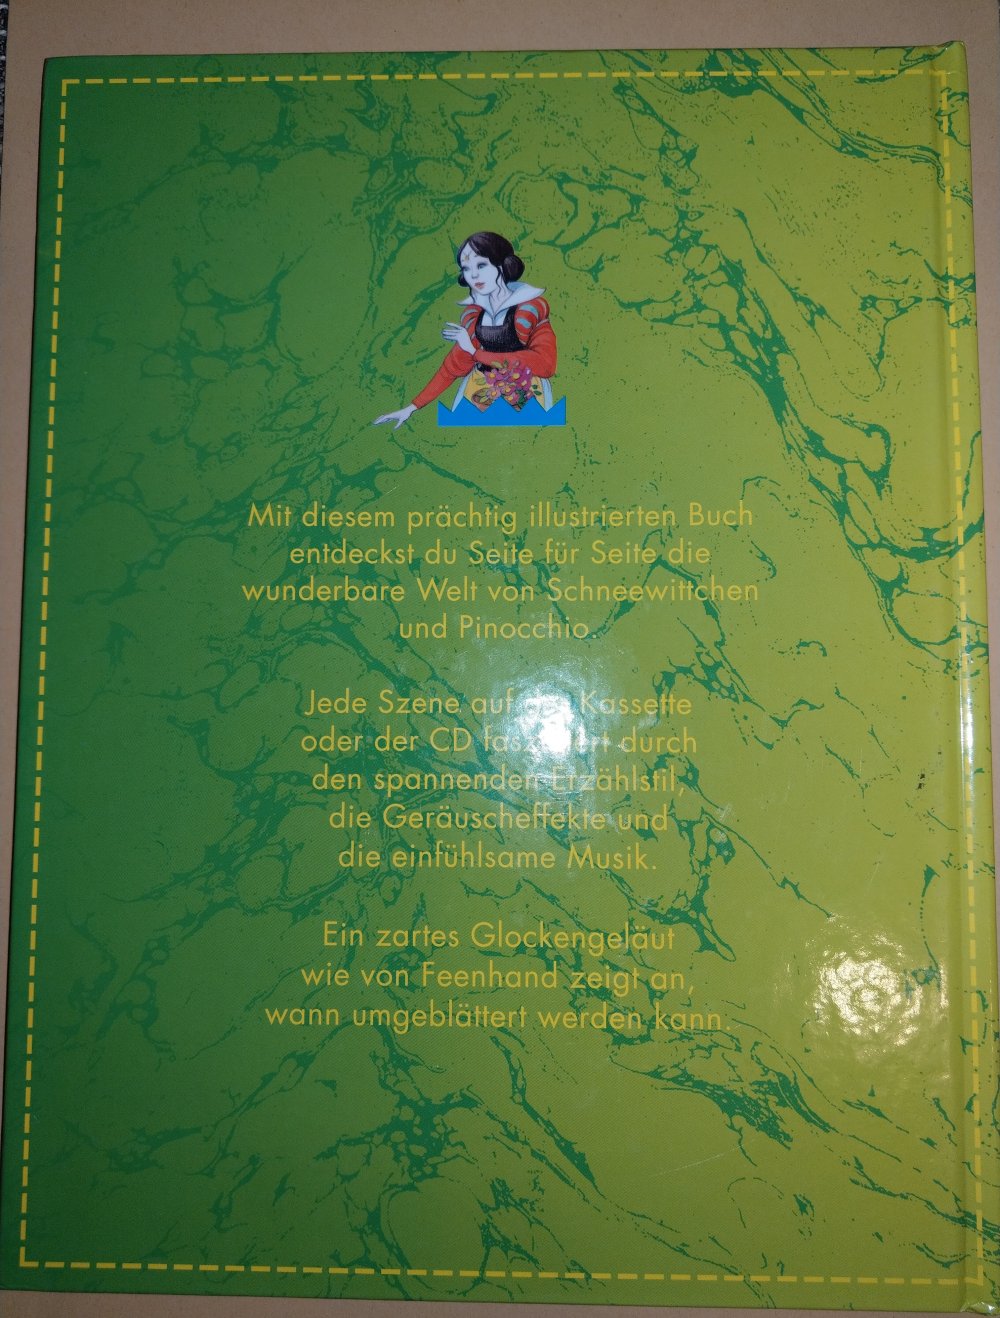 Mit diesem prächtig illustrierten Buch
entdeckst du Seite für Seite die
wunderbare Welt von Schneewittchen
und Pinocchio.
Jede Szene auf der Kassette
oder der CD fasziniert durch
den spannenden Erzählstil,
die Geräuscheffekte und
die einfühlsame Musik.
Ein zartes Glockengeläut
wie von Feenhand zeigt an,
wann umgeblättert werden kann.